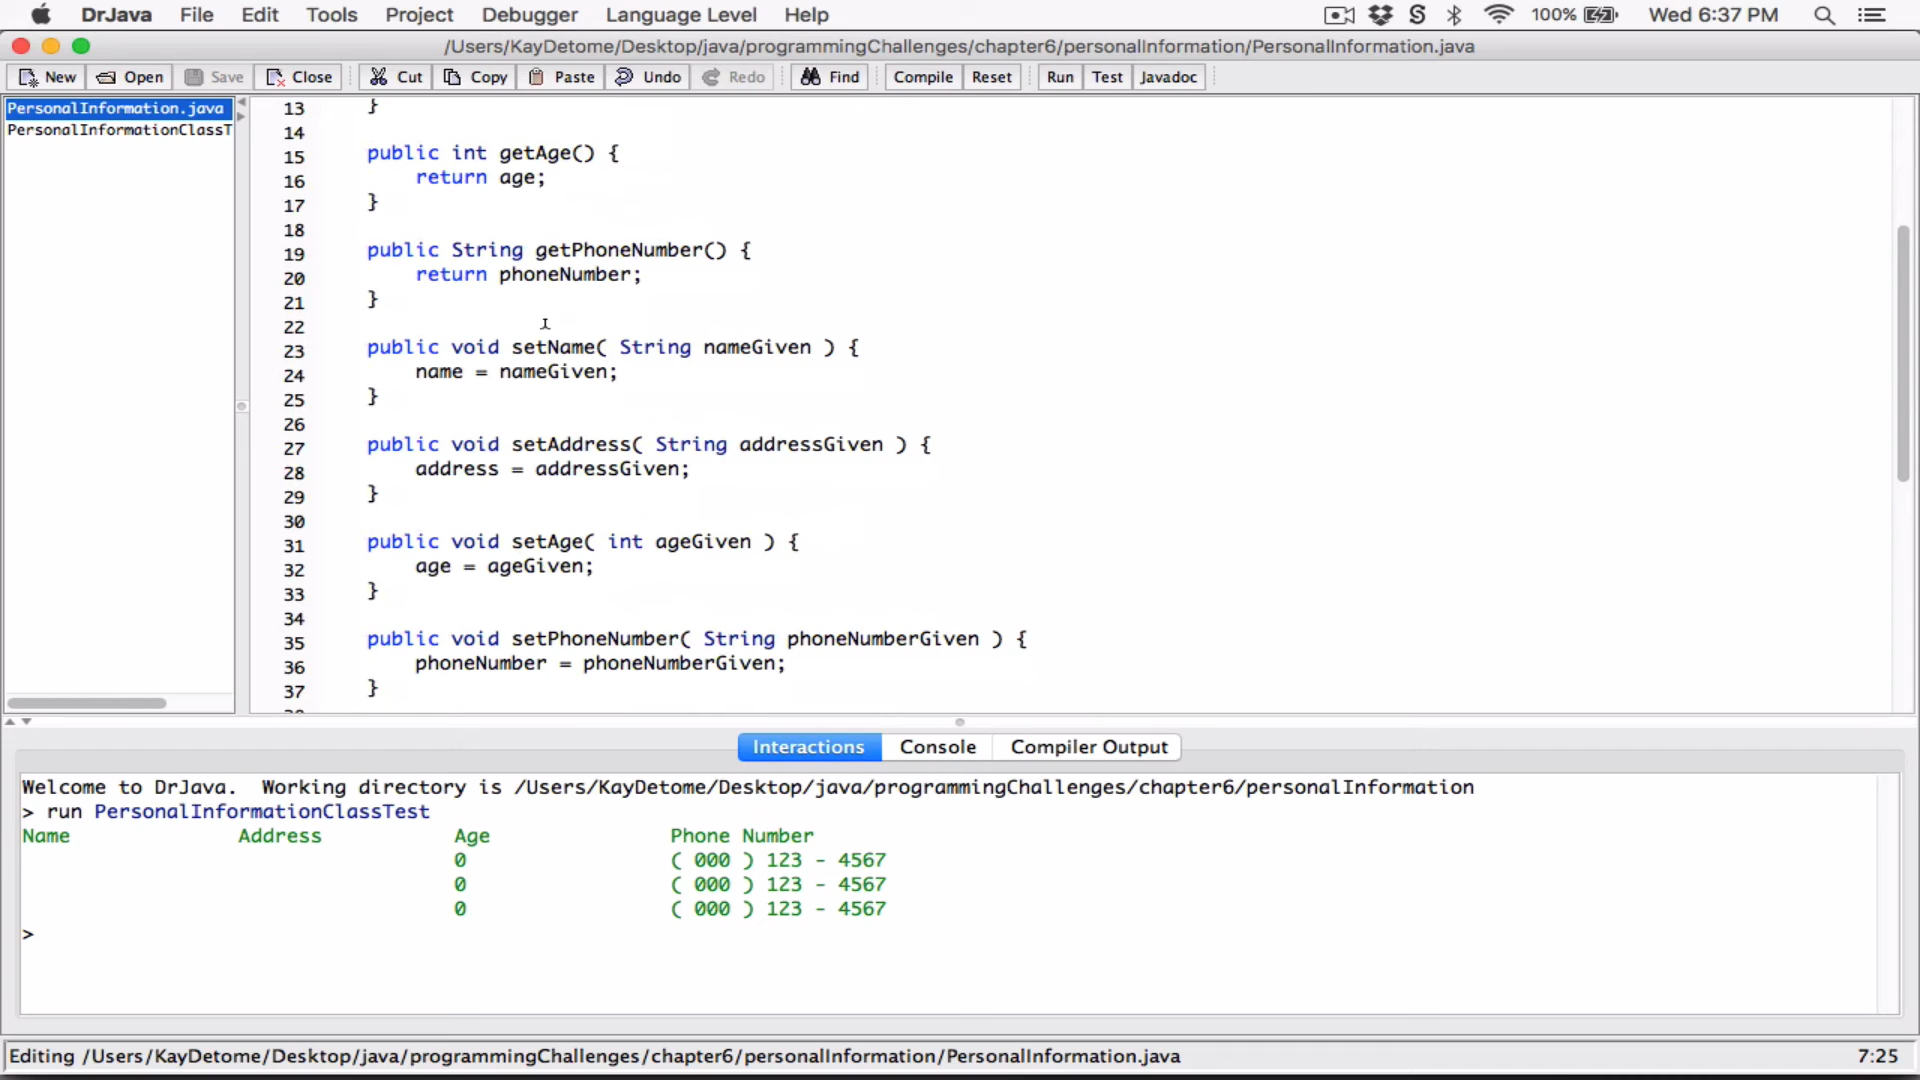 DrJava File Edit Tools Project Debugger Language Level Help 100% Wed 6:37 PM
/Users/KayDetome/Desktop/java/programmingChallenges/chapter6/personalInformation/PersonalInformation.java
New Open Save Close Cut Copy Paste Undo Redo Find Compile Reset Run Test Javadoc
PersonalInformation.java
PersonalInformationClassT
13 }
14
15 public int getAge() {
16 return age;
17 }
18
19 public String getPhoneNumber() {
20 return phoneNumber;
21 }
22
23 public void setName( String nameGiven ) {
24 name = nameGiven;
25 }
26
27 public void setAddress( String addressGiven ) {
28 address = addressGiven;
29 }
30
31 public void setAge( int ageGiven ) {
32 age = ageGiven;
33 }
34
35 public void setPhoneNumber( String phoneNumberGiven ) {
36 phoneNumber = phoneNumberGiven;
37 }
Interactions Console Compiler Output
Welcome to DrJava. Working directory is /Users/KayDetome/Desktop/java/programmingChallenges/chapter6/personalInformation
> run PersonalInformationClassTest
Name Address Age Phone Number
0 ( 000 ) 123 - 4567
0 ( 000 ) 123 - 4567
0 ( 000 ) 123 - 4567
>
Editing /Users/KayDetome/Desktop/java/programmingChallenges/chapter6/personalInformation/PersonalInformation.java 7:25